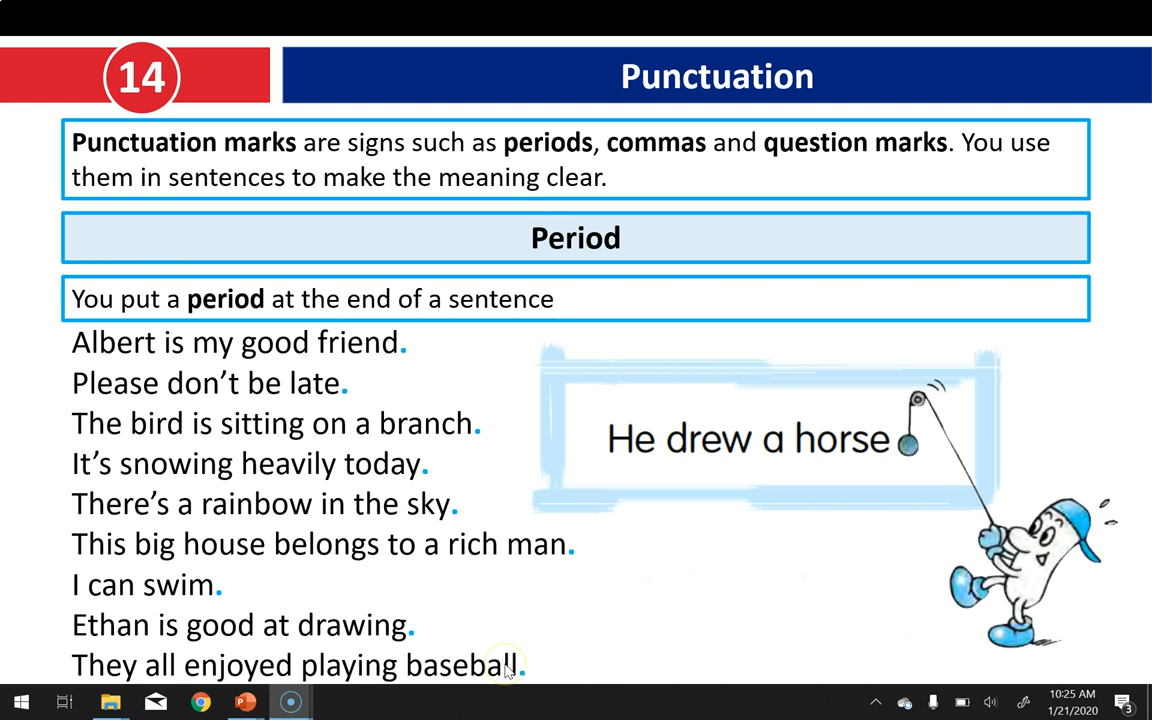 14
Punctuation
Punctuation marks are signs such as periods, commas and question marks. You use
them in sentences to make the meaning clear.
Period
You put a period at the end of a sentence
Albert is my good friend.
Please don’t be late.
The bird is sitting on a branch.
It’s snowing heavily today.
There’s a rainbow in the sky.
This big house belongs to a rich man.
I can swim.
Ethan is good at drawing.
They all enjoyed playing baseball.
He drew a horse
10:25 AM
1/21/2020
3